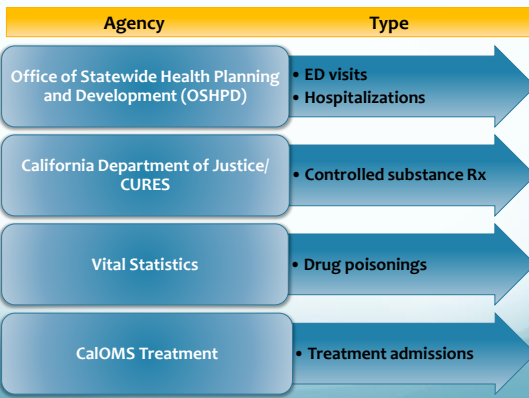 Agency Type
Office of Statewide Health Planning
and Development (OSHPD)
• ED visits
• Hospitalizations
California Department of Justice/
CURES
• Controlled substance Rx
Vital Statistics
• Drug poisonings
CalOMS Treatment
• Treatment admissions